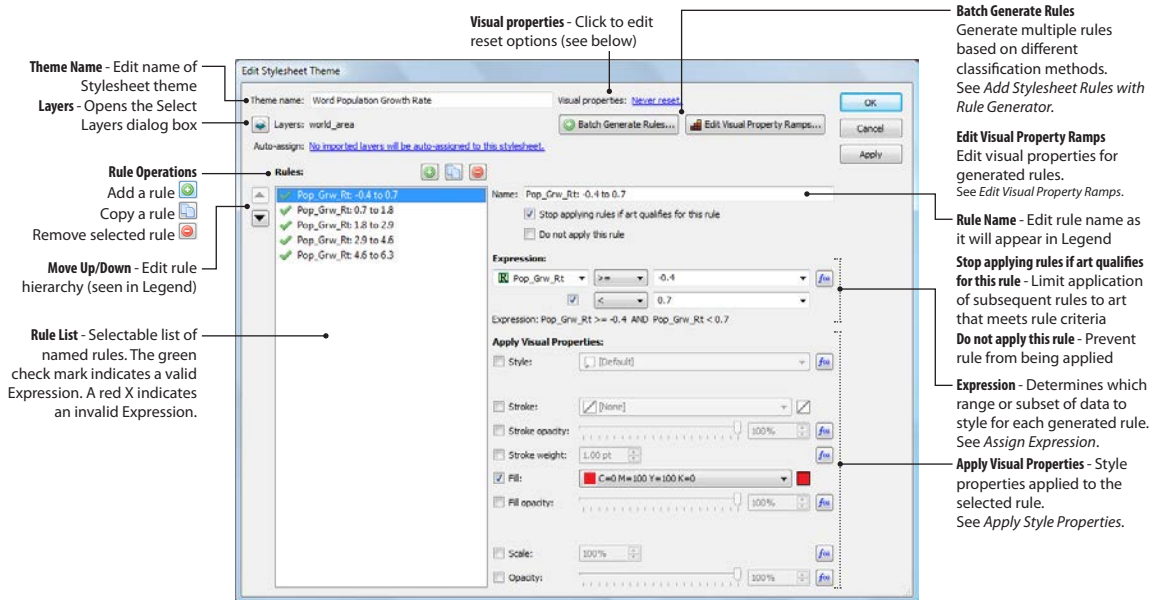 Visual properties - Click to edit
reset options (see below)
Batch Generate Rules
Generate multiple rules
based on different
classification methods.
See Add Stylesheet Rules with
Rule Generator.
Edit Visual Property Ramps
Edit visual properties for
generated rules.
See Edit Visual Property Ramps.
Rule Name - Edit rule name as
it will appear in Legend
Stop applying rules if art qualifies
for this rule - Limit application
of subsequent rules to art
that meets rule criteria
Do not apply this rule - Prevent
rule from being applied
Expression - Determines which
range or subset of data to
style for each generated rule.
See Assign Expression.
Apply Visual Properties - Style
properties applied to the
selected rule.
See Apply Style Properties.
Theme Name - Edit name of
Stylesheet theme
Layers - Opens the Select
Layers dialog box
Rule Operations
Add a rule
Copy a rule
Remove selected rule
Move Up/Down - Edit rule
hierarchy (seen in Legend)
Rule List - Selectable list of
named rules. The green
check mark indicates a valid
Expression. A red X indicates
an invalid Expression.
Edit Stylesheet Theme
Theme name: Word Population Growth Rate
Visual properties: Never reset.
OK
Layers: world_area
Batch Generate Rules...
Edit Visual Property Ramps...
Cancel
Auto-assign: No imported layers will be auto-assigned to this stylesheet.
Apply
Rules:
Pop_Grw_Rt: -0.4 to 0.7
Pop_Grw_Rt: 0.7 to 1.8
Pop_Grw_Rt: 1.8 to 2.9
Pop_Grw_Rt: 2.9 to 4.6
Pop_Grw_Rt: 4.6 to 6.3
Name: Pop_Grw_Rt: -0.4 to 0.7
Stop applying rules if art qualifies for this rule
Do not apply this rule
Expression:
R Pop_Grw_Rt >= -0.4 f(x)
< 0.7
Expression: Pop_Grw_Rt >= -0.4 AND Pop_Grw_Rt < 0.7
Apply Visual Properties:
Style: [Default] f(x)
Stroke: [None]
Stroke opacity: 100% f(x)
Stroke weight: 1.00 pt f(x)
Fill: C=0 M=100 Y=100 K=0
Fill opacity: 100% f(x)
Scale: 100% f(x)
Opacity: 100% f(x)